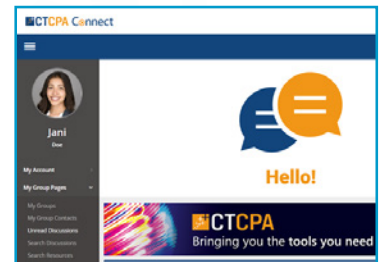 CTCPA Connect
Jani
Doe
My Account
My Group Pages
My Groups
My Group Contacts
Unread Discussions
Search Discussions
Search Resources
Hello!
CTCPA
Bringing you the tools you need